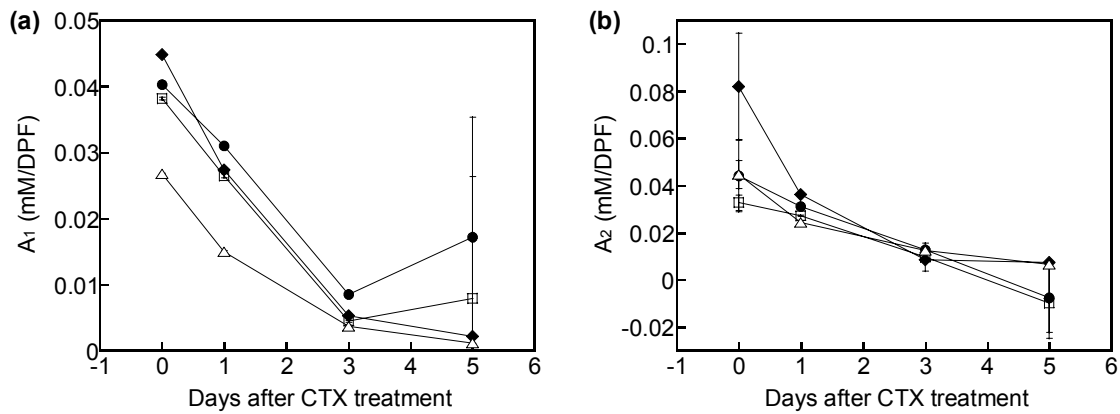 (a)
0.05
0.04
0.03
0.02
0.01
0
A1 (mM/DPF)
-1 0 1 2 3 4 5 6
Days after CTX treatment
(b)
0.1
0.08
0.06
0.04
0.02
0
-0.02
A2 (mM/DPF)
-1 0 1 2 3 4 5 6
Days after CTX treatment